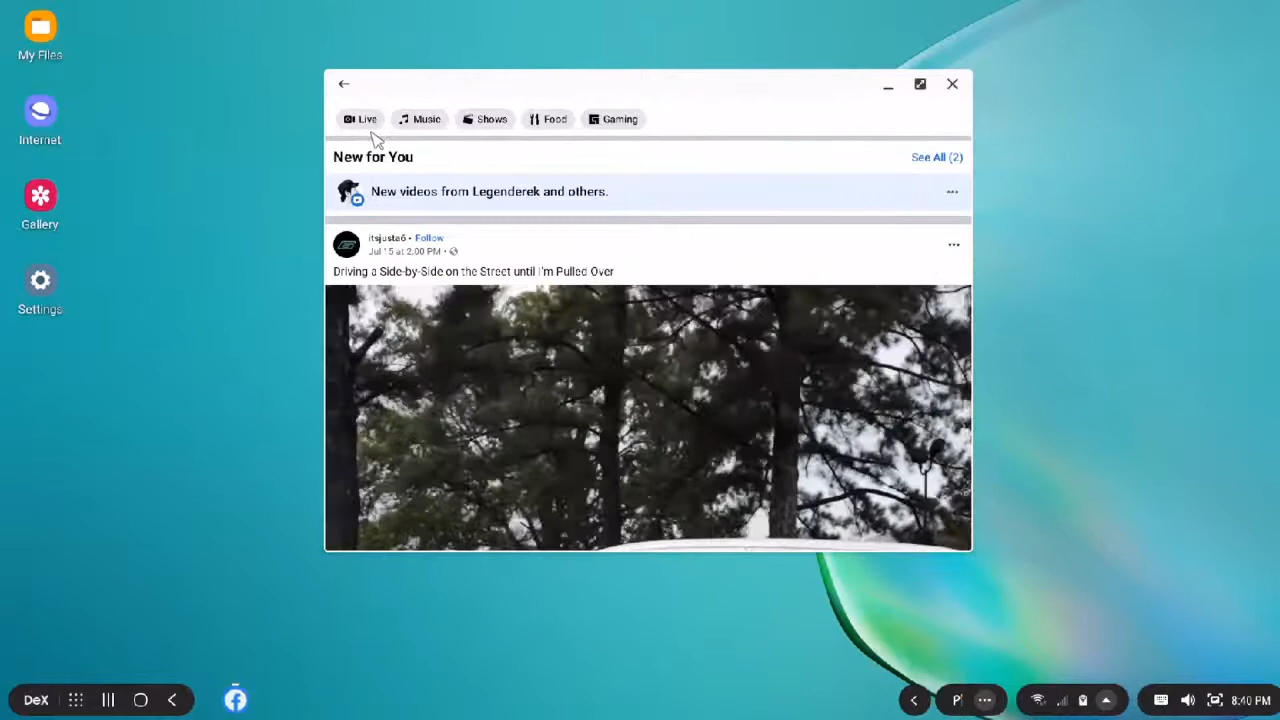 My Files
Internet
Gallery
Settings
Live Music Shows Food Gaming
New for You See All (2)
New videos from Legenderek and others.
itsjusta6 • Follow
Jul 15 at 2:00 PM •
Driving a Side-by-Side on the Street until I'm Pulled Over
DeX
P
8:40 PM